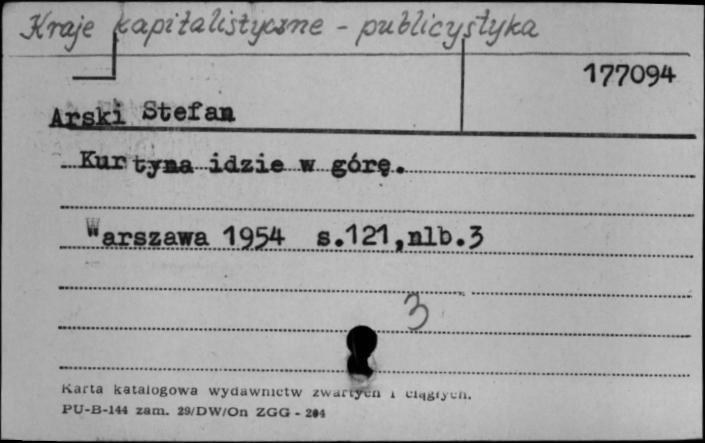 Kraje kapitalistyczne - publicystyka
177094
Arski Stefan
Kurtyna idzie w górę.
Warszawa 1954 s.121,nlb.3
3
Karta katalogowa wydawnictw zwartych i ciągłych.
PU-B-144 zam. 29/DW/On ZGG - 204